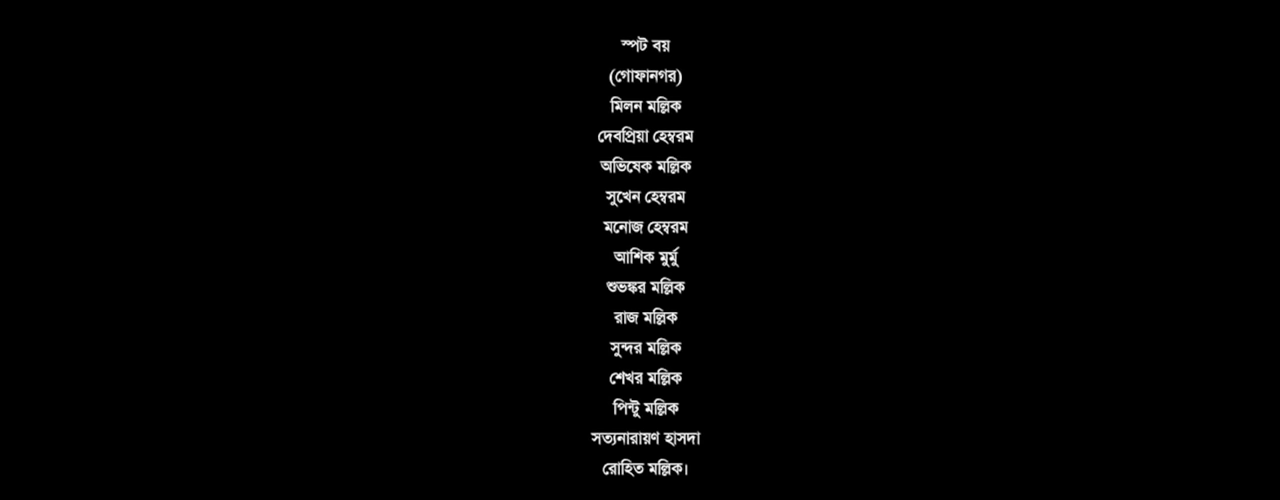 স্পট বয়
(গোফানগর)
মিলন মল্লিক
দেবপ্রিয়া হেম্বরম
অভিষেক মল্লিক
সুখেন হেম্বরম
মনোজ হেম্বরম
আশিক মুর্মু
শুভঙ্কর মল্লিক
রাজ মল্লিক
সুন্দর মল্লিক
শেখর মল্লিক
পিন্টু মল্লিক
সত্যনারায়ণ হাসদা
রোহিত মল্লিক।